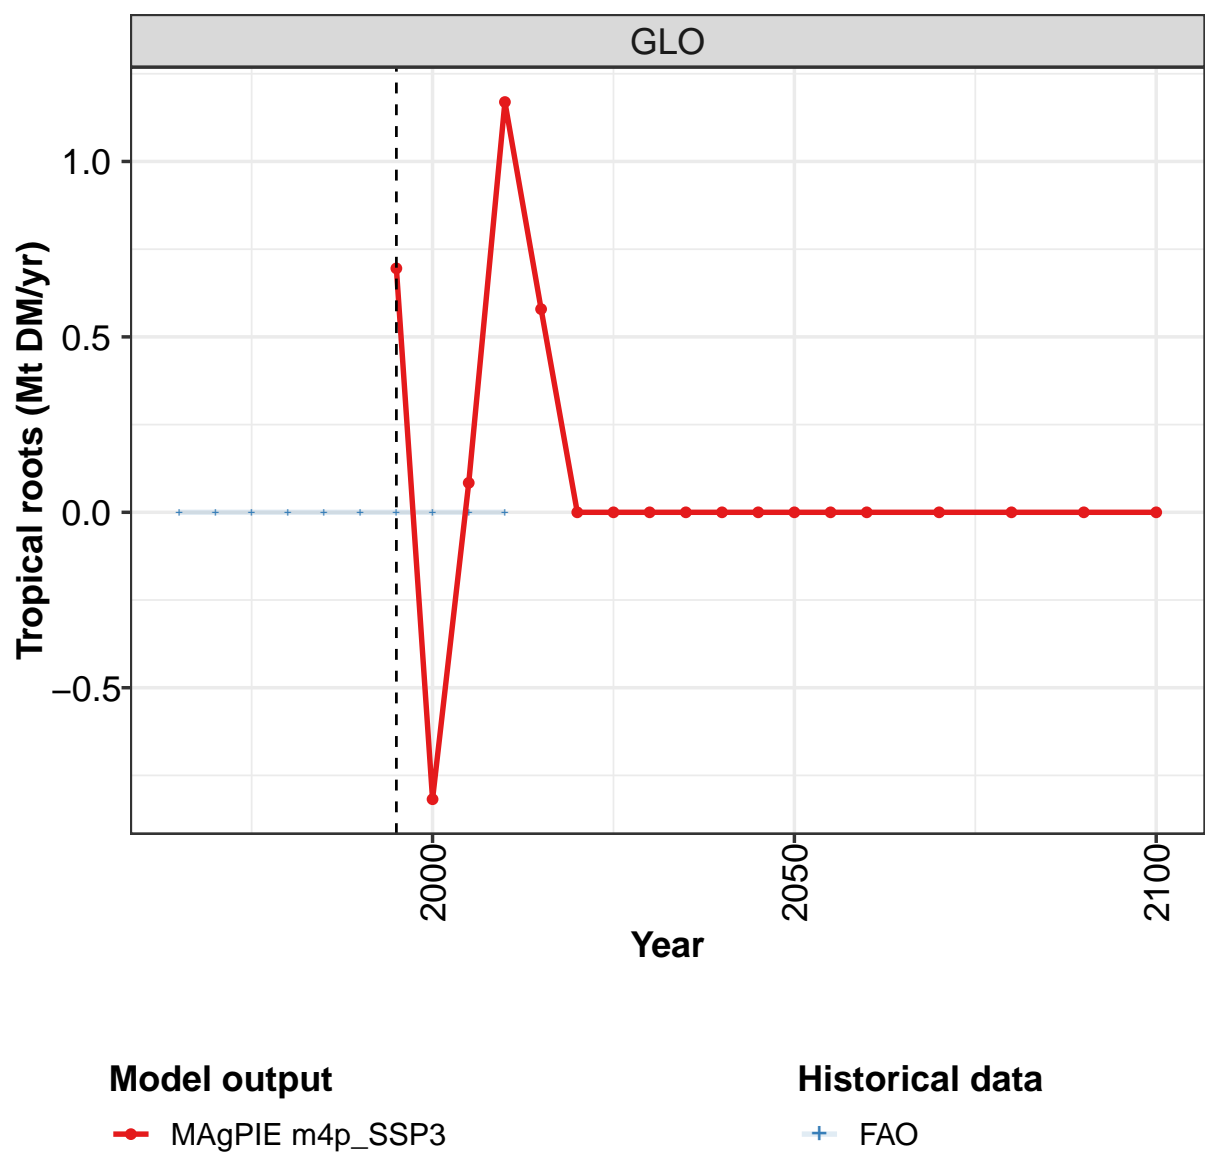 GLO
Tropical roots (Mt DM/yr)
1.0
0.5
0.0
−0.5
2000
2050
2100
Year
Model output
MAgPIE m4p_SSP3
Historical data
FAO